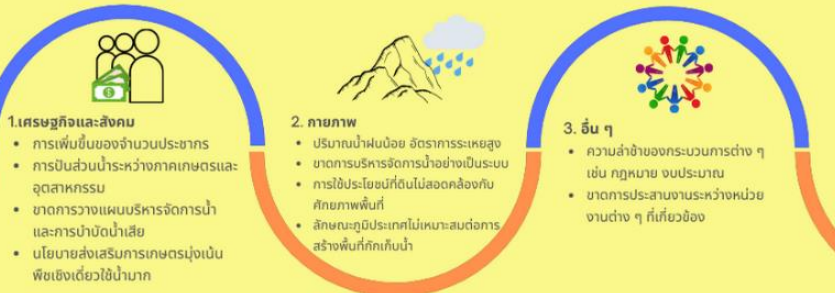 1.เศรษฐกิจและสังคม
• การเพิ่มขึ้นของจำนวนประชากร
• การปันส่วนน้ำระหว่างภาคเกษตรและ
อุตสาหกรรม
• ขาดการวางแผนบริหารจัดการน้ำ
และการบำบัดน้ำเสีย
• นโยบายส่งเสริมการเกษตรมุ่งเน้น
พืชเชิงเดี่ยวใช้น้ำมาก
2. กายภาพ
• ปริมาณน้ำฝนน้อย อัตราการระเหยสูง
• ขาดการบริหารจัดการน้ำอย่างเป็นระบบ
• การใช้ประโยชน์ที่ดินไม่สอดคล้องกับ
ศักยภาพพื้นที่
• ลักษณะภูมิประเทศไม่เหมาะสมต่อการ
สร้างพื้นที่กักเก็บน้ำ
3. อื่น ๆ
• ความล่าช้าของกระบวนการต่าง ๆ
เช่น กฎหมาย งบประมาณ
• ขาดการประสานงานระหว่างหน่วย
งานต่าง ๆ ที่เกี่ยวข้อง